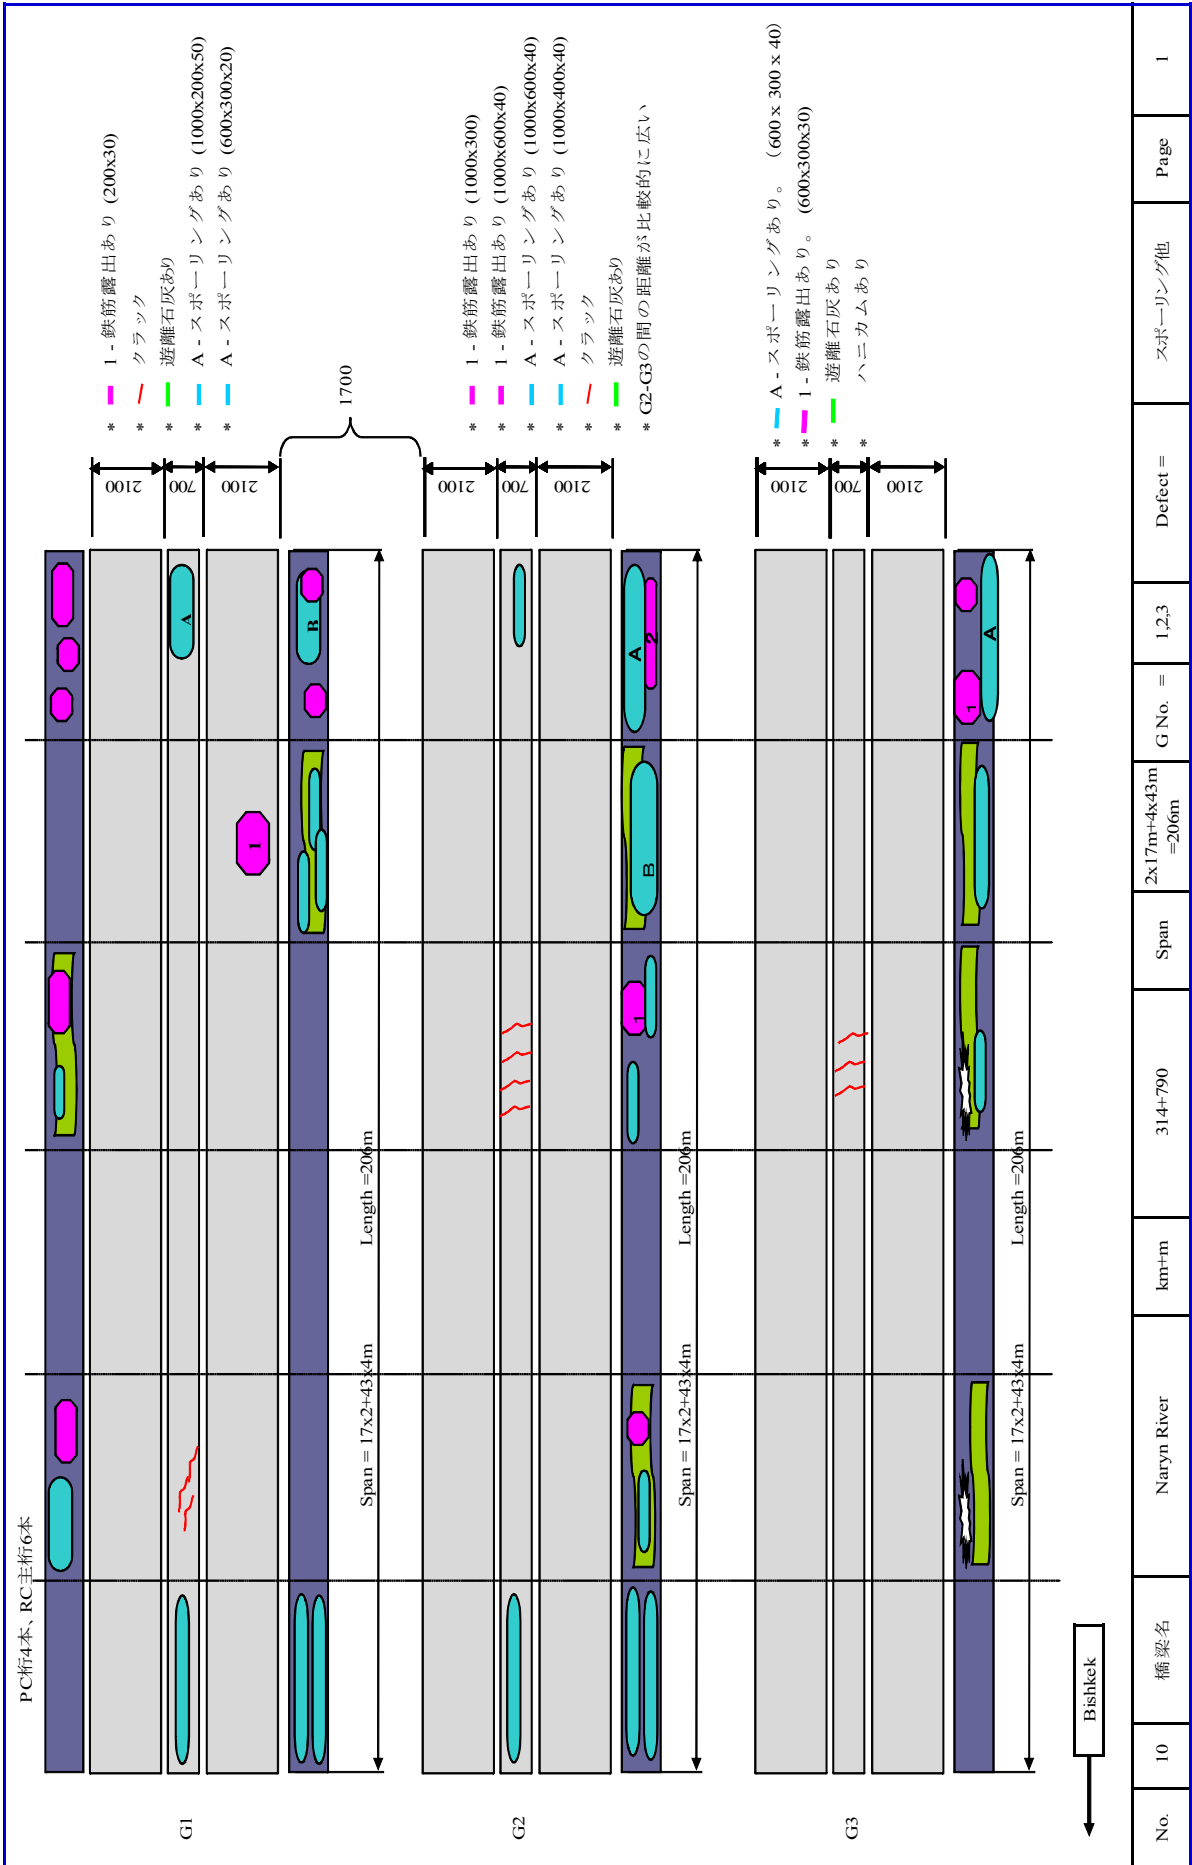 PC桁4本、RC主桁6本
G1
A
1
B
2100
700
2100
* 1 - 鉄筋露出あり (200x30)
* クラック
* 遊離石灰あり
* A - スポーリングあり (1000x200x50)
* A - スポーリングあり (600x300x20)
1700
Span = 17x2+43x4m
Length =206m
G2
1
B
A
2
2100
700
2100
* 1 - 鉄筋露出あり (1000x300)
* 1 - 鉄筋露出あり (1000x600x40)
* A - スポーリングあり (1000x600x40)
* A - スポーリングあり (1000x400x40)
* クラック
* 遊離石灰あり
* G2-G3の間の距離が比較的に広い
Span = 17x2+43x4m
Length =206m
G3
1
A
2100
700
2100
* A - スポーリングあり。 (600 x 300 x 40)
* 1 - 鉄筋露出あり。 (600x300x30)
* 遊離石灰あり
* ハニカムあり
Span = 17x2+43x4m
Length =206m
Bishkek
No.
10
橋梁名
Naryn River
km+m
314+790
Span
2x17m+4x43m
=206m
G No. =
1,2,3
Defect =
スポーリング他
Page
1